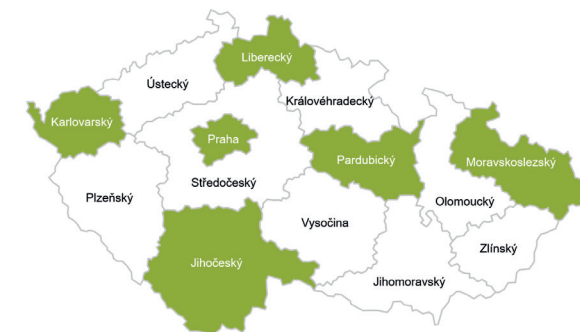 Liberecký
Ústecký
Královéhradecký
Karlovarský
Praha
Pardubický
Moravskoslezský
Středočeský
Plzeňský
Olomoucký
Vysočina
Zlínský
Jihočeský
Jihomoravský